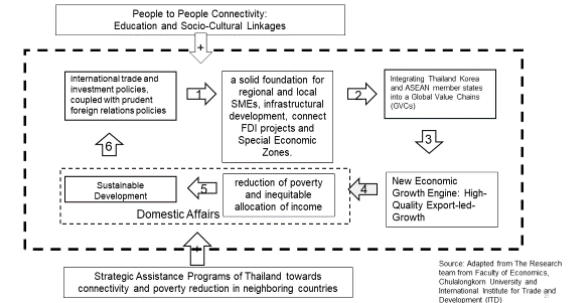 People to People Connectivity:
Education and Socio-Cultural Linkages
+
International trade and
investment policies,
coupled with prudent
foreign relations policies
1
a solid foundation for
regional and local
SMEs, infrastructural
development, connect
FDI projects and
Special Economic
Zones.
2
Integrating Thailand Korea
and ASEAN member states
into a Global Value Chains
(GVCs)
3
6
New Economic
Growth Engine: High-
Quality Export-led-
Growth
4
reduction of poverty
and inequitable
allocation of income
5
Sustainable
Development
Domestic Affairs
+
Strategic Assistance Programs of Thailand towards
connectivity and poverty reduction in neighboring countries
Source: Adapted from The Research
team from Faculty of Economics,
Chulalongkorn University and
International Institute for Trade and
Development (ITD)